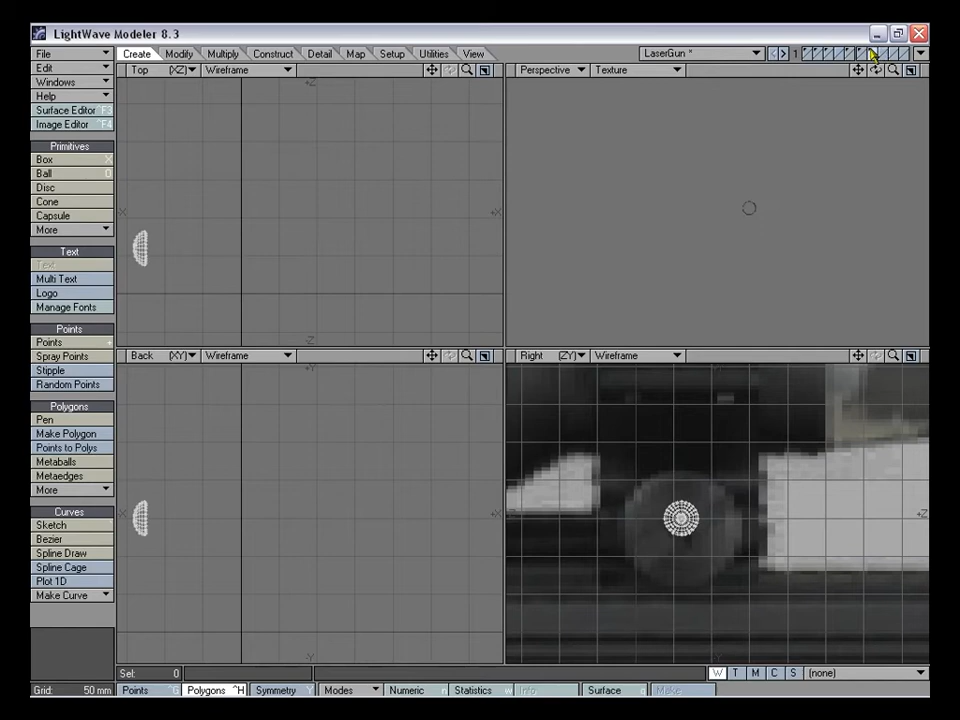 LightWave Modeler 8.3
File Create Modify Multiply Construct Detail Map Setup Utilities View LaserGun * 1
Edit Top (XZ) Wireframe Perspective Texture
Windows
Help
Surface Editor F3
Image Editor ^F4
Primitives
Box X
Ball O
Disc
Cone
Capsule
More
Text
Text
Multi Text
Logo
Manage Fonts
Points
Points +
Back (XY) Wireframe Right (ZY) Wireframe
Spray Points
Stipple
Random Points
Polygons
Pen
Make Polygon
Points to Polys
Metaballs
Metaedges
More
Curves
Sketch
Bezier
Spline Draw
Spline Cage
Plot 1D
Make Curve
Sel: 0 W T M C S (none)
Grid: 50 mm Points ^G Polygons ^H Symmetry Y Modes Numeric n Statistics w Info i Surface q Make